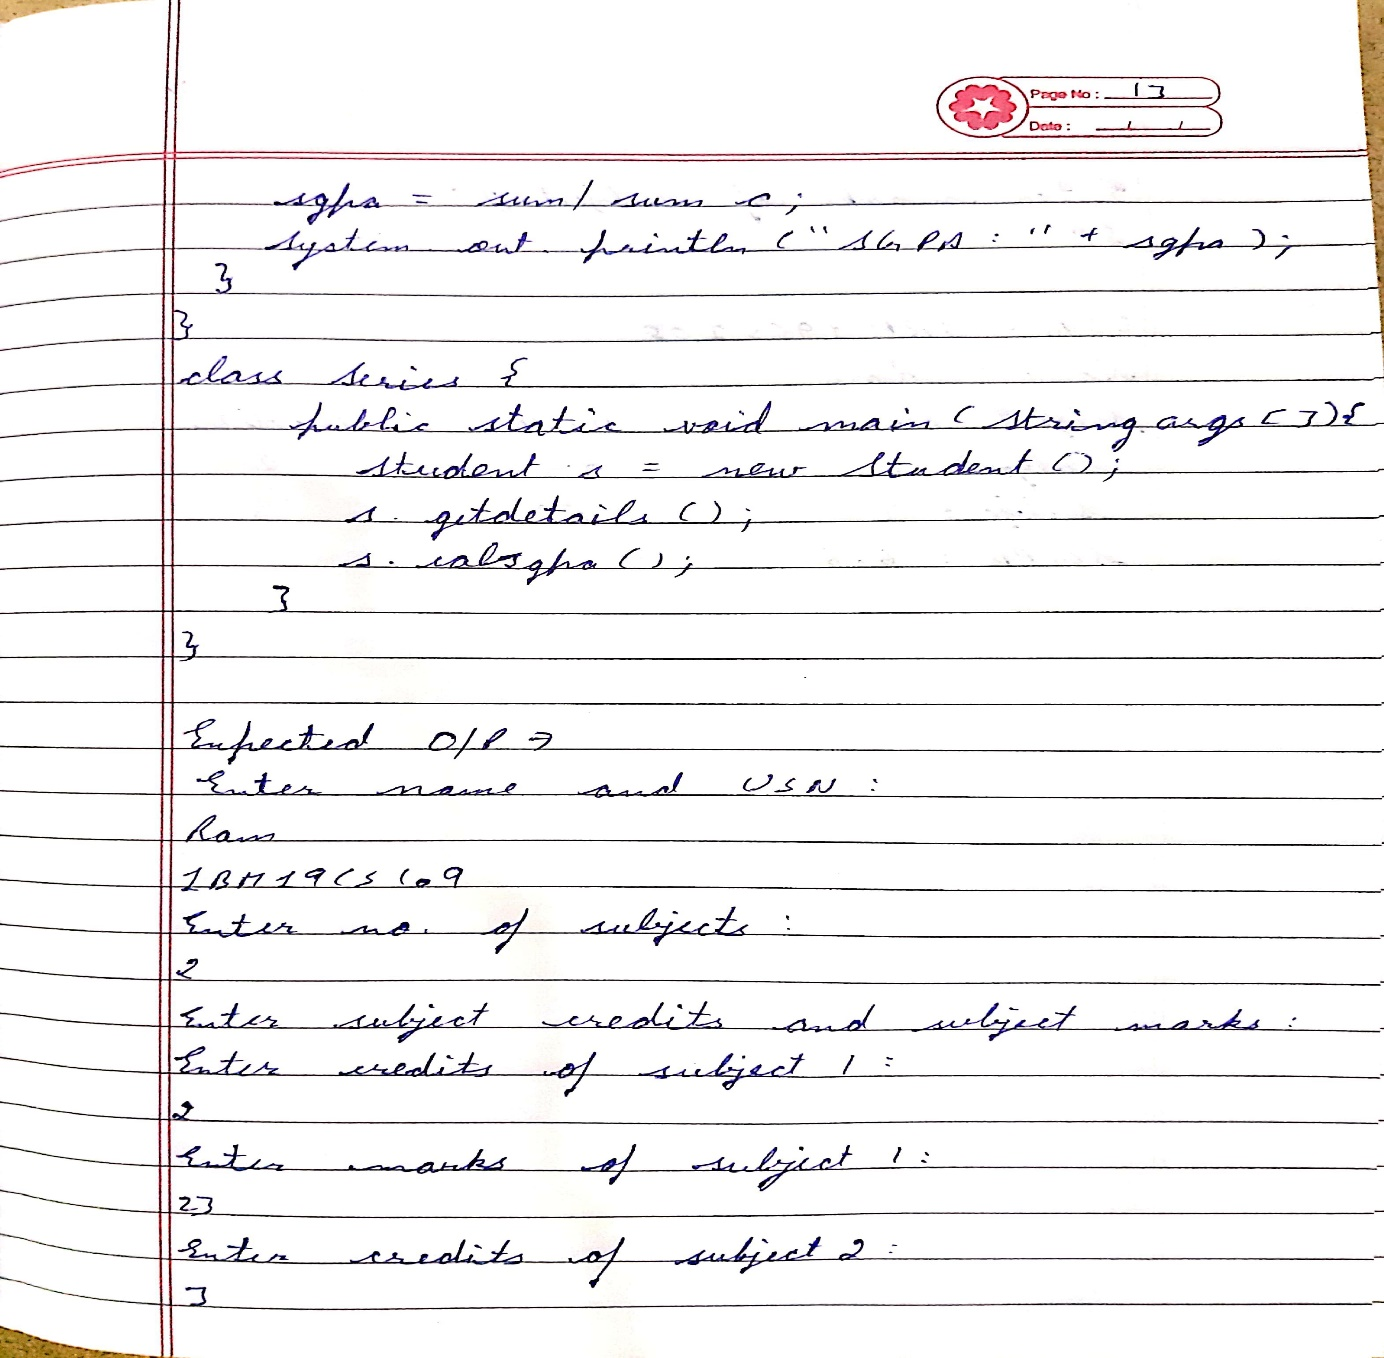 Page No : 13
Date : / /
sgpa = sum / sum c ;
System out. println (" SGPA : " + sgpa ) ;
}
}
class Series {
public static void main ( String args [ ] ) {
student s = new Student () ;
s. getdetails () ;
s. calsgpa () ;
}
}
Expected O/P ⇒
Enter name and USN :
Ram
1BM19CS109
Enter no. of subjects :
2
Enter subject credits and subject marks :
Enter credits of subject 1 :
2
Enter marks of subject 1 :
23
Enter credits of subject 2 :
3